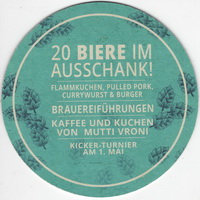 20 BIERE IM
AUSSCHANK!
FLAMMKUCHEN, PULLED PORK,
CURRYWURST & BURGER
BRAUEREIFÜHRUNGEN
KAFFEE UND KUCHEN
VON MUTTI VRONI
KICKER-TURNIER
AM 1. MAI